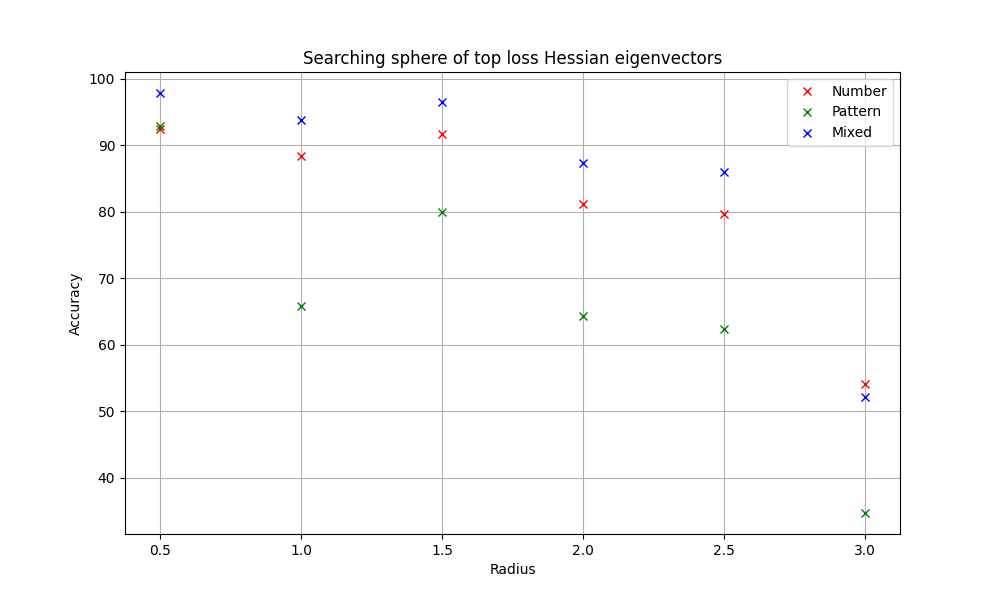 Searching sphere of top loss Hessian eigenvectors
Number
Pattern
Mixed
Accuracy
100
90
80
70
60
50
40
0.5 1.0 1.5 2.0 2.5 3.0
Radius